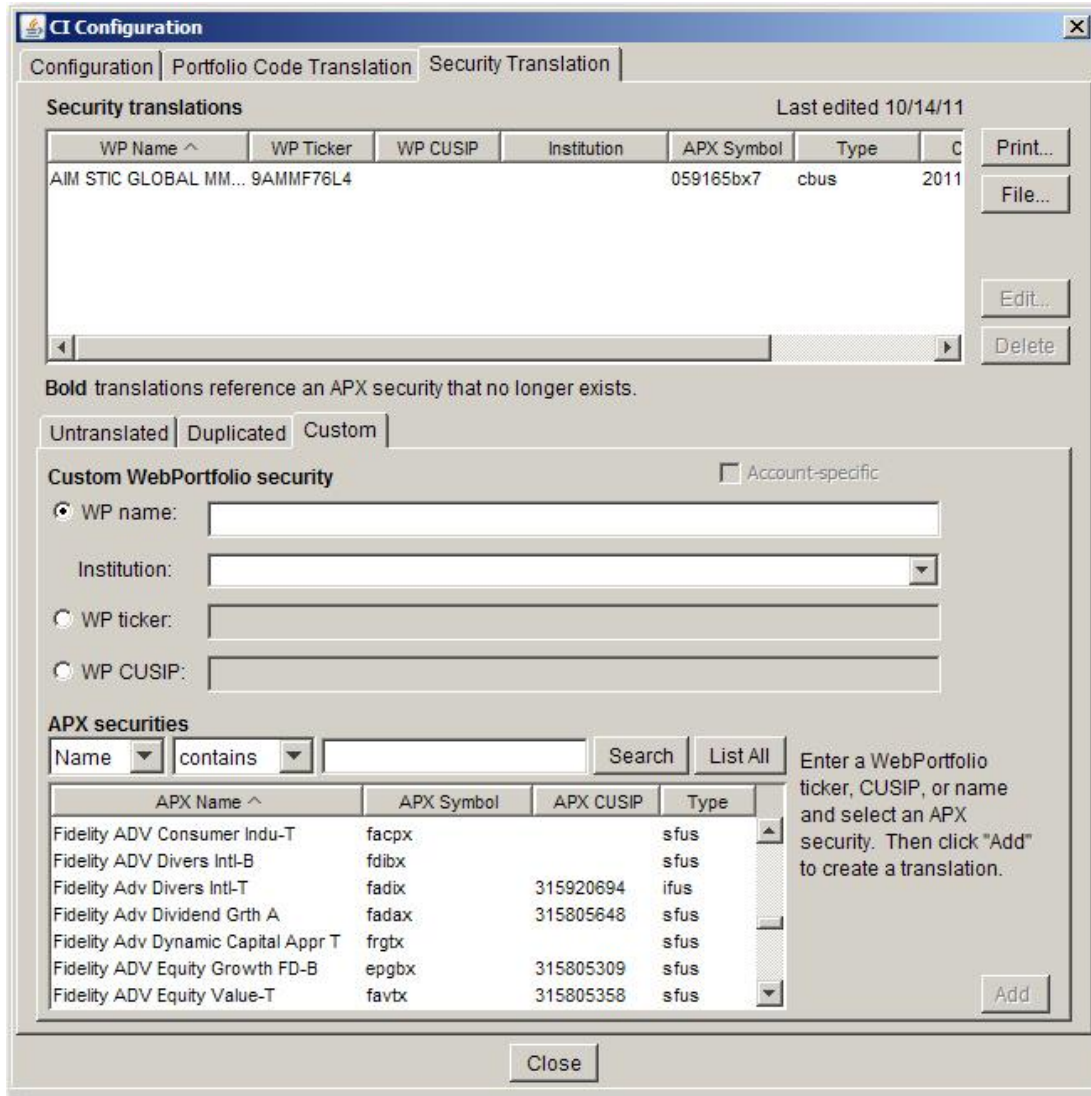 CI Configuration
Configuration Portfolio Code Translation Security Translation
Security translations Last edited 10/14/11
WP Name WP Ticker WP CUSIP Institution APX Symbol Type C
AIM STIC GLOBAL MM... 9AMMF76L4 059165bx7 cbus 2011
Print...
File...
Edit...
Delete
Bold translations reference an APX security that no longer exists.
Untranslated Duplicated Custom
Custom WebPortfolio security Account-specific
WP name:
Institution:
WP ticker:
WP CUSIP:
APX securities
Name contains Search List All
APX Name APX Symbol APX CUSIP Type
Fidelity ADV Consumer Indu-T facpx sfus
Fidelity ADV Divers Intl-B fdibx sfus
Fidelity Adv Divers Intl-T fadix 315920694 ifus
Fidelity Adv Dividend Grth A fadax 315805648 sfus
Fidelity Adv Dynamic Capital Appr T frgtx sfus
Fidelity ADV Equity Growth FD-B epgbx 315805309 sfus
Fidelity ADV Equity Value-T favtx 315805358 sfus
Enter a WebPortfolio
ticker, CUSIP, or name
and select an APX
security. Then click "Add"
to create a translation.
Add
Close